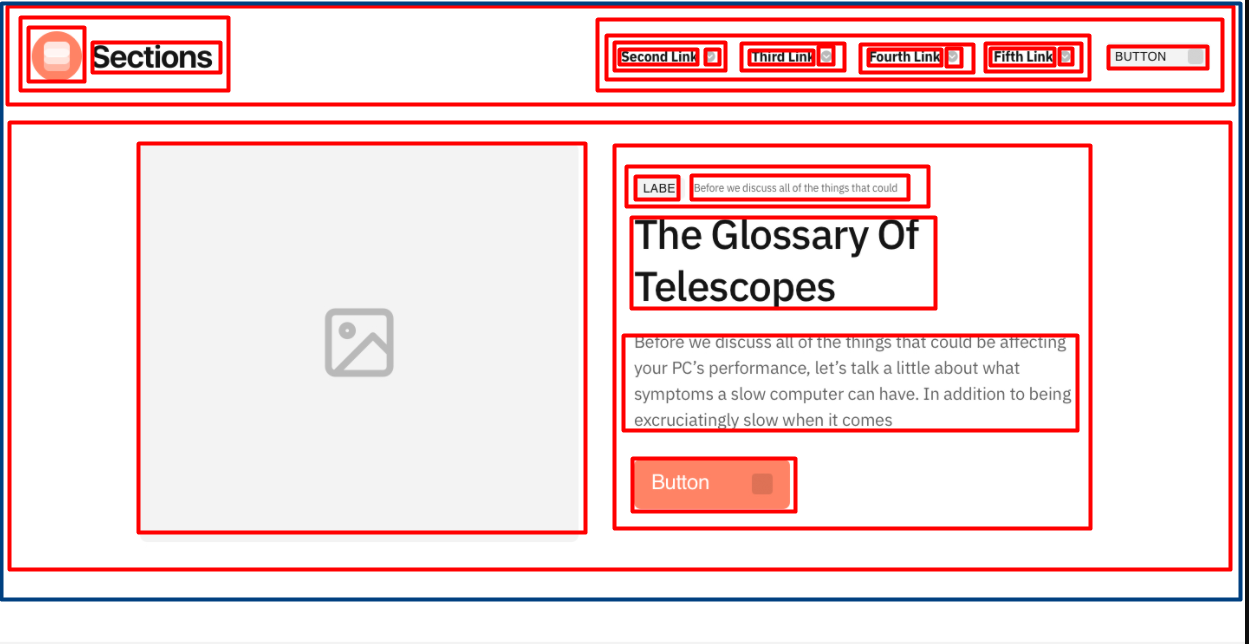 Sections
Second Link Third Link Fourth Link Fifth Link BUTTON
LABE Before we discuss all of the things that could
The Glossary Of
Telescopes
Before we discuss all of the things that could be affecting
your PC’s performance, let’s talk a little about what
symptoms a slow computer can have. In addition to being
excruciatingly slow when it comes
Button